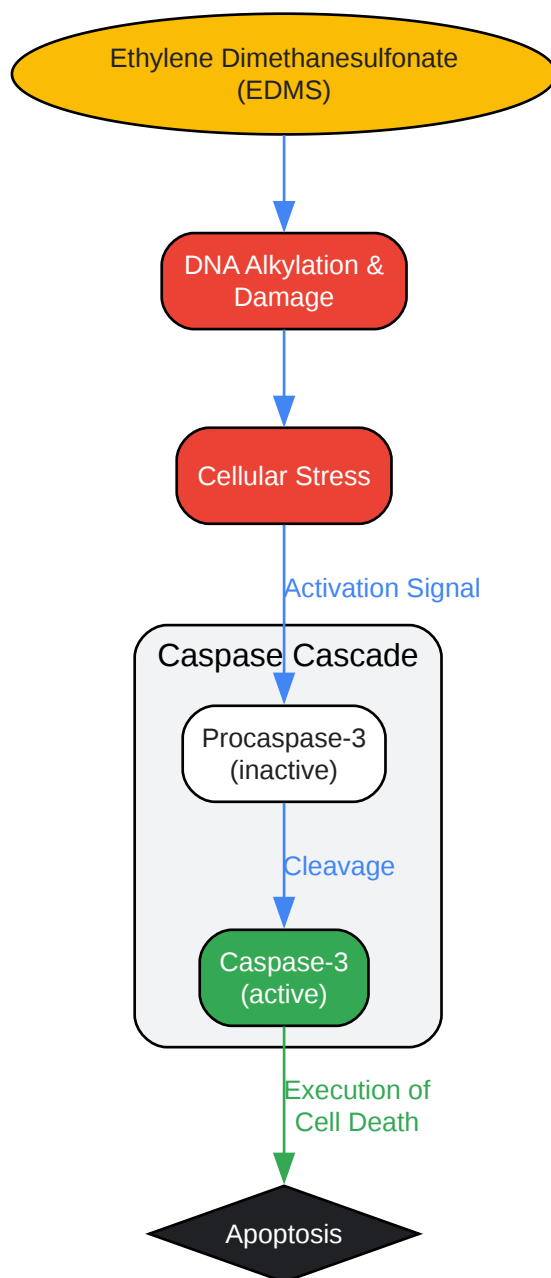 Ethylene Dimethanesulfonate
(EDMS)
DNA Alkylation &
Damage
Cellular Stress
Activation Signal
Caspase Cascade
Procaspase-3
(inactive)
Cleavage
Caspase-3
(active)
Execution of
Cell Death
Apoptosis